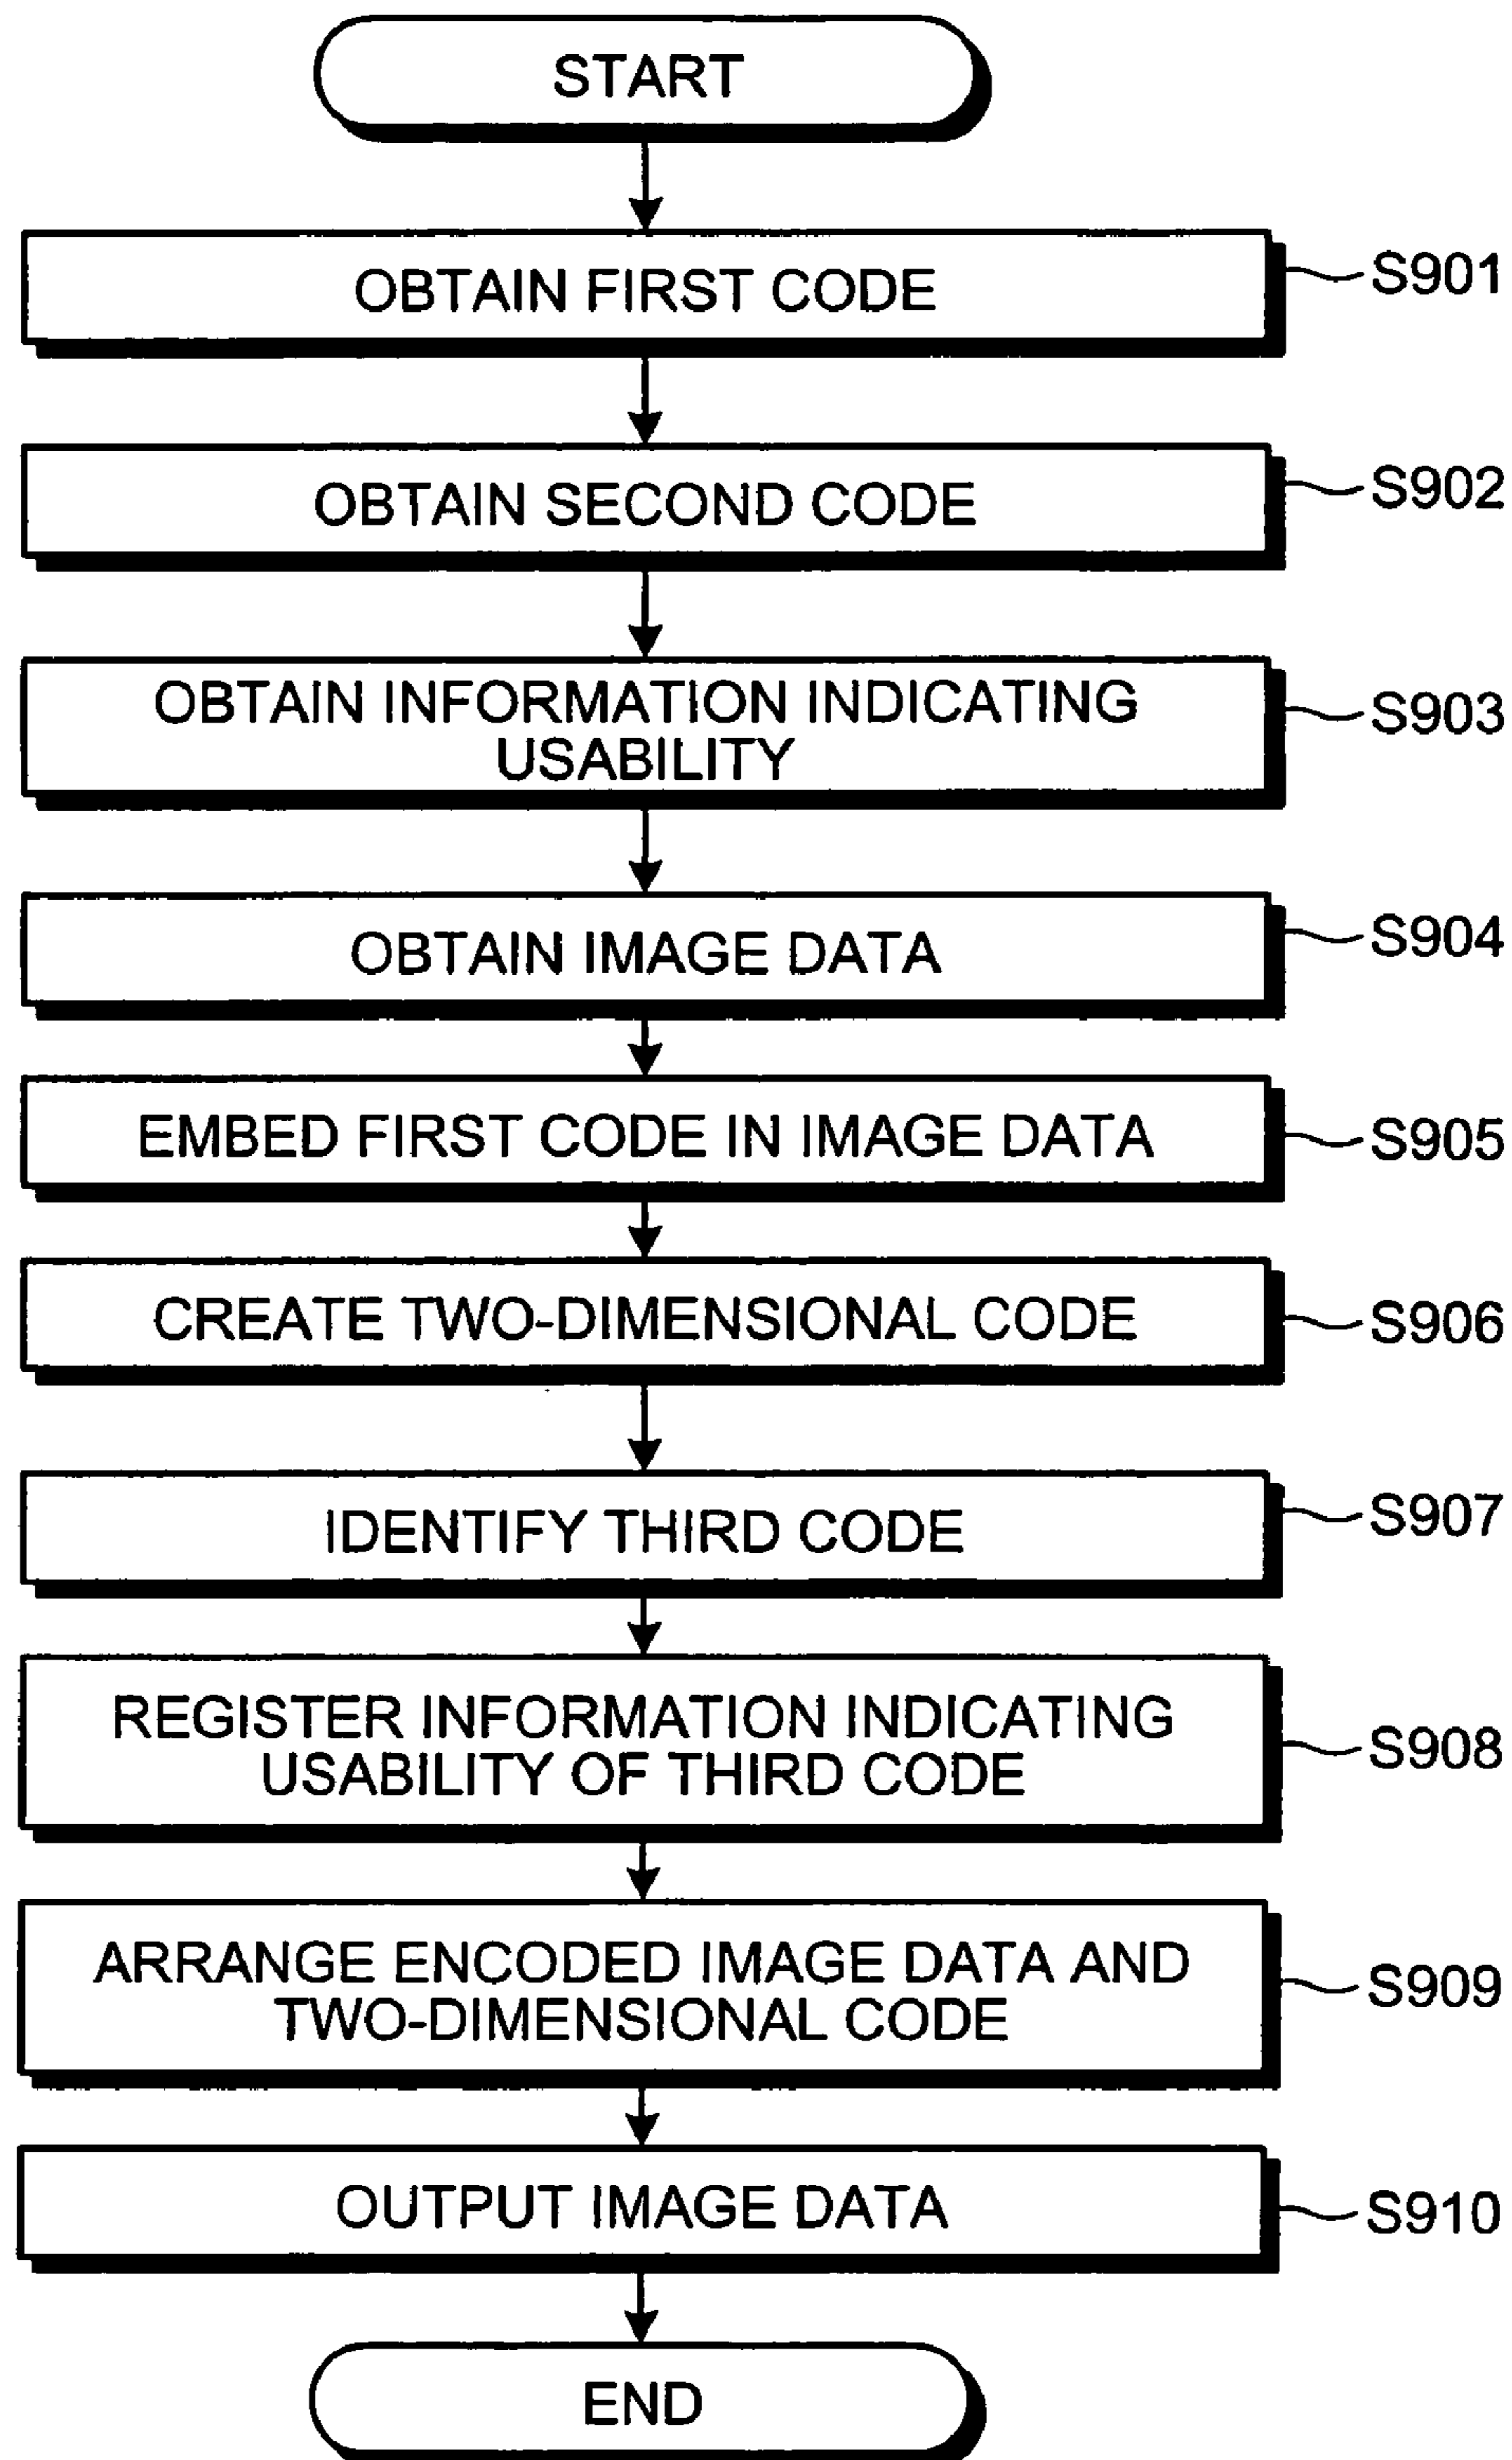 START
OBTAIN FIRST CODE
S901
OBTAIN SECOND CODE
S902
OBTAIN INFORMATION INDICATING
USABILITY
S903
OBTAIN IMAGE DATA
S904
EMBED FIRST CODE IN IMAGE DATA
S905
CREATE TWO-DIMENSIONAL CODE
S906
IDENTIFY THIRD CODE
S907
REGISTER INFORMATION INDICATING
USABILITY OF THIRD CODE
S908
ARRANGE ENCODED IMAGE DATA AND
TWO-DIMENSIONAL CODE
S909
OUTPUT IMAGE DATA
S910
END